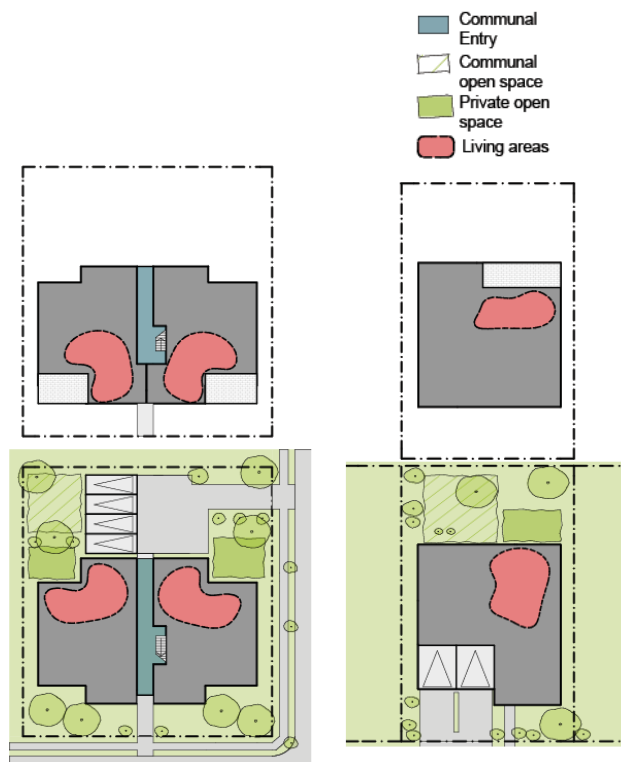 Communal
Entry
Communal
open space
Private open
space
Living areas